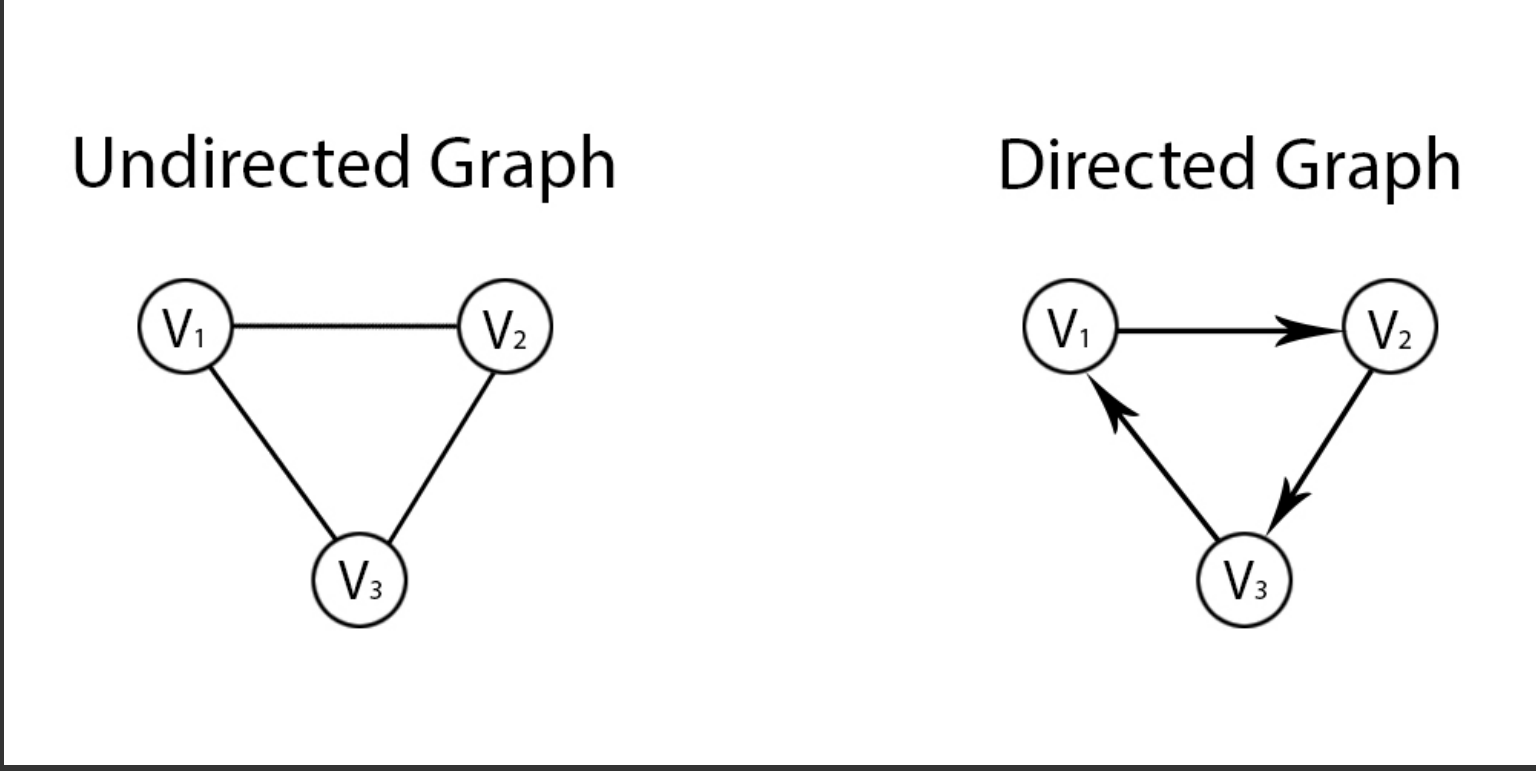 Undirected Graph
V₁ V₂
V₃
Directed Graph
V₁ V₂
V₃